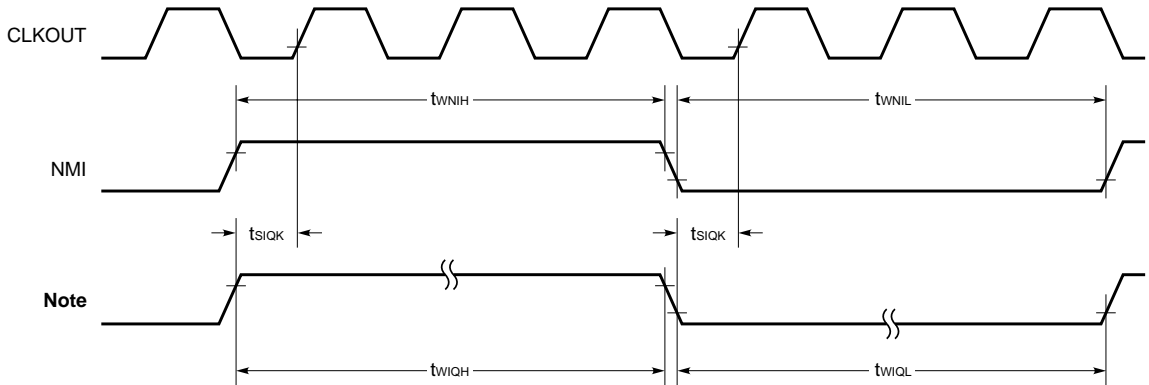 CLKOUT
tWNIH
tWNIL
NMI
tSIQK
tSIQK
Note
tWIQH
tWIQL